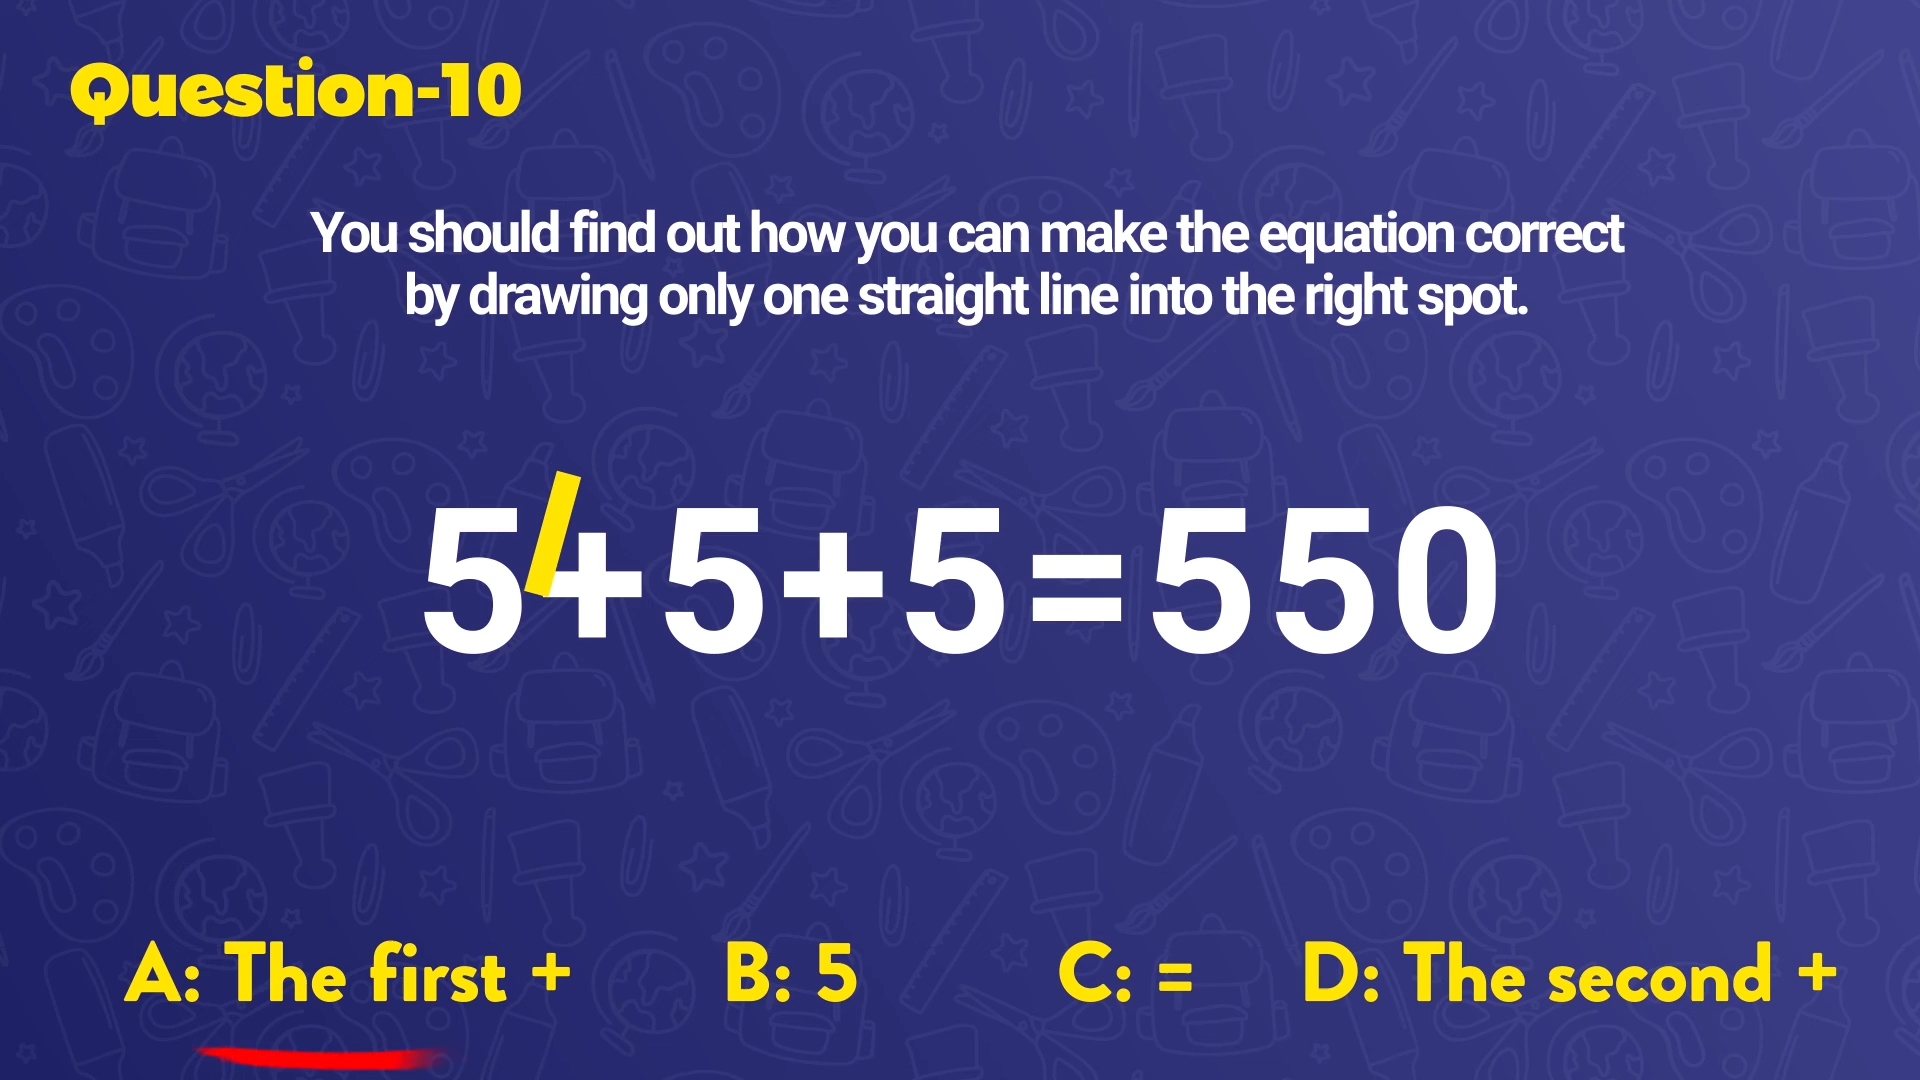 Question-10
You should find out how you can make the equation correct
by drawing only one straight line into the right spot.
5+5+5=550
A: The first + B: 5 C: = D: The second +